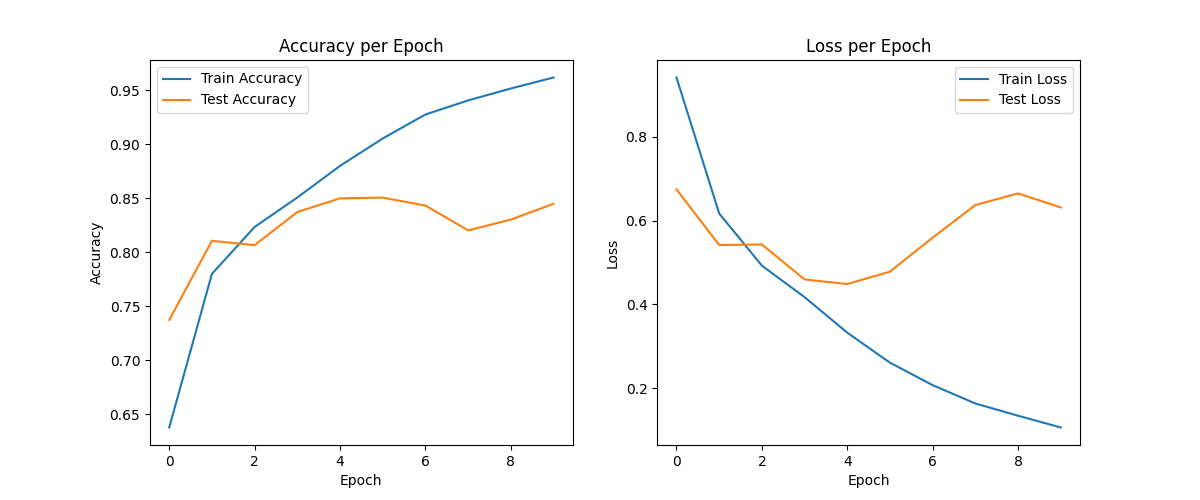 Accuracy per Epoch
Train Accuracy
Test Accuracy
0.95
0.90
0.85
0.80
0.75
0.70
0.65
Accuracy
0 2 4 6 8
Epoch
Loss per Epoch
Train Loss
Test Loss
0.8
0.6
0.4
0.2
Loss
0 2 4 6 8
Epoch